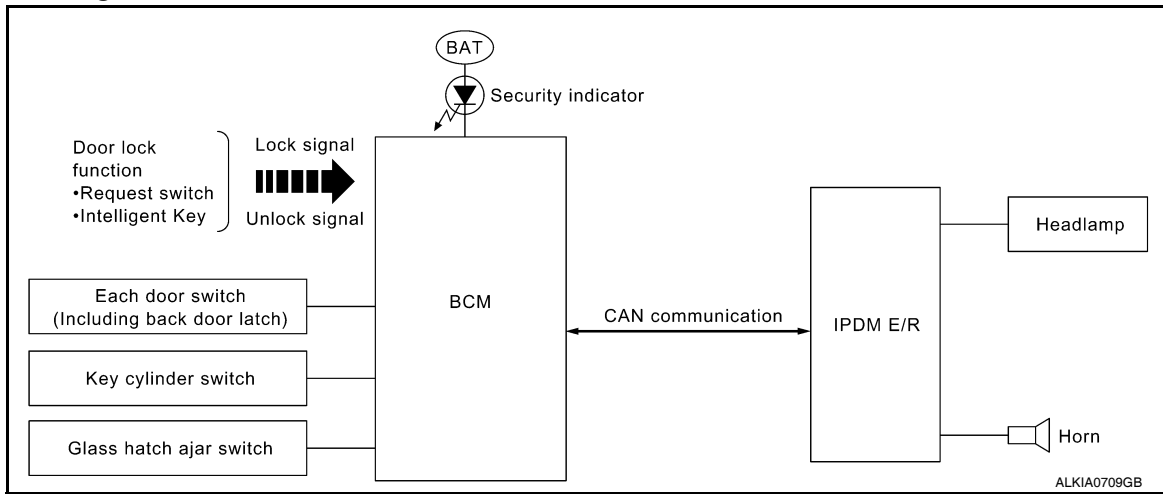 BAT
Security indicator
Door lock
function
•Request switch
•Intelligent Key
Lock signal
Unlock signal
Each door switch
(Including back door latch)
Key cylinder switch
Glass hatch ajar switch
BCM
CAN communication
IPDM E/R
Headlamp
Horn
ALKIA0709GB